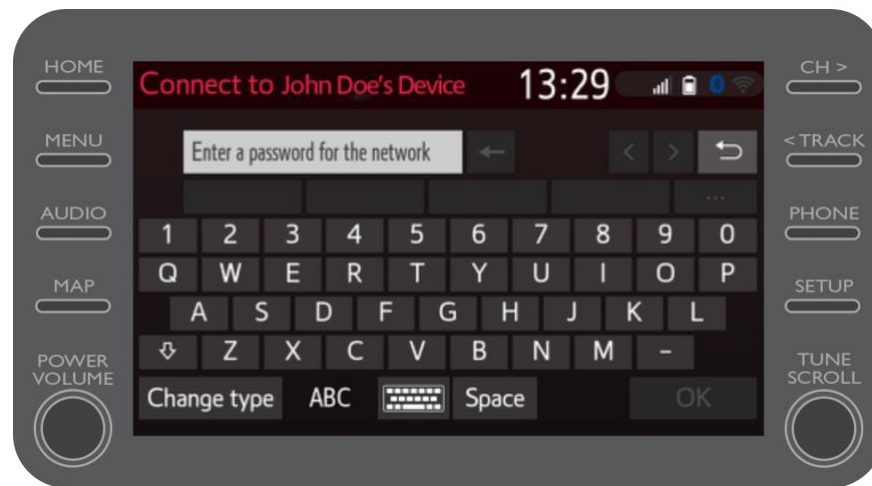 HOME
MENU
AUDIO
MAP
POWER
VOLUME
Connect to John Doe's Device 13:29
Enter a password for the network
...
1 2 3 4 5 6 7 8 9 0
Q W E R T Y U I O P
A S D F G H J K L
Z X C V B N M -
Change type ABC Space OK
CH >
< TRACK
PHONE
SETUP
TUNE
SCROLL